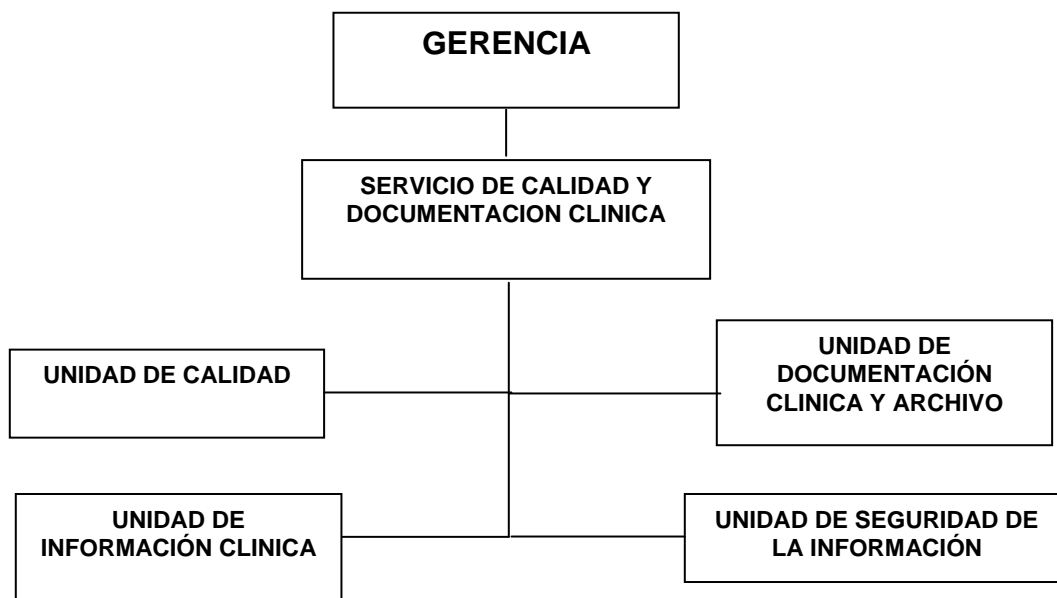 GERENCIA
SERVICIO DE CALIDAD Y
DOCUMENTACION CLINICA
UNIDAD DE CALIDAD
UNIDAD DE
DOCUMENTACIÓN
CLINICA Y ARCHIVO
UNIDAD DE
INFORMACIÓN CLINICA
UNIDAD DE SEGURIDAD DE
LA INFORMACIÓN